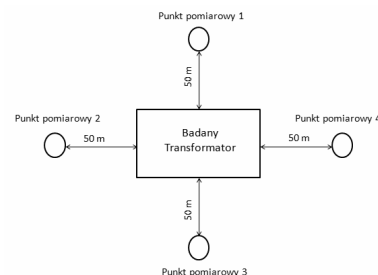 Punkt pomiarowy 1
50 m
Punkt pomiarowy 2
50 m
Badany
Transformator
Punkt pomiarowy 4
50 m
50 m
Punkt pomiarowy 3